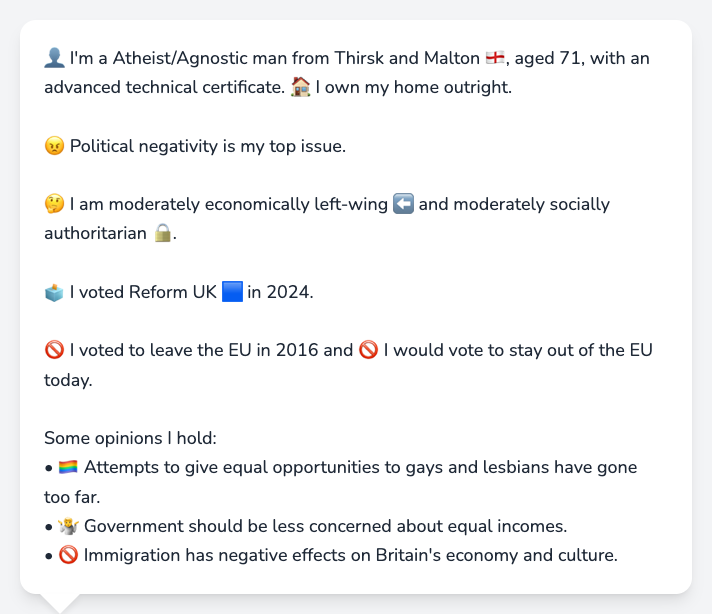 👤 I'm a Atheist/Agnostic man from Thirsk and Malton 🏴󠁧󠁢󠁥󠁮󠁧󠁿, aged 71, with an
advanced technical certificate. 🏠 I own my home outright.
😠 Political negativity is my top issue.
🤔 I am moderately economically left-wing ⬅️ and moderately socially
authoritarian 🔒.
🗳️ I voted Reform UK 🟦 in 2024.
🚫 I voted to leave the EU in 2016 and 🚫 I would vote to stay out of the EU
today.
Some opinions I hold:
• 🏳️‍🌈 Attempts to give equal opportunities to gays and lesbians have gone
too far.
• 🤷 Government should be less concerned about equal incomes.
• 🚫 Immigration has negative effects on Britain's economy and culture.